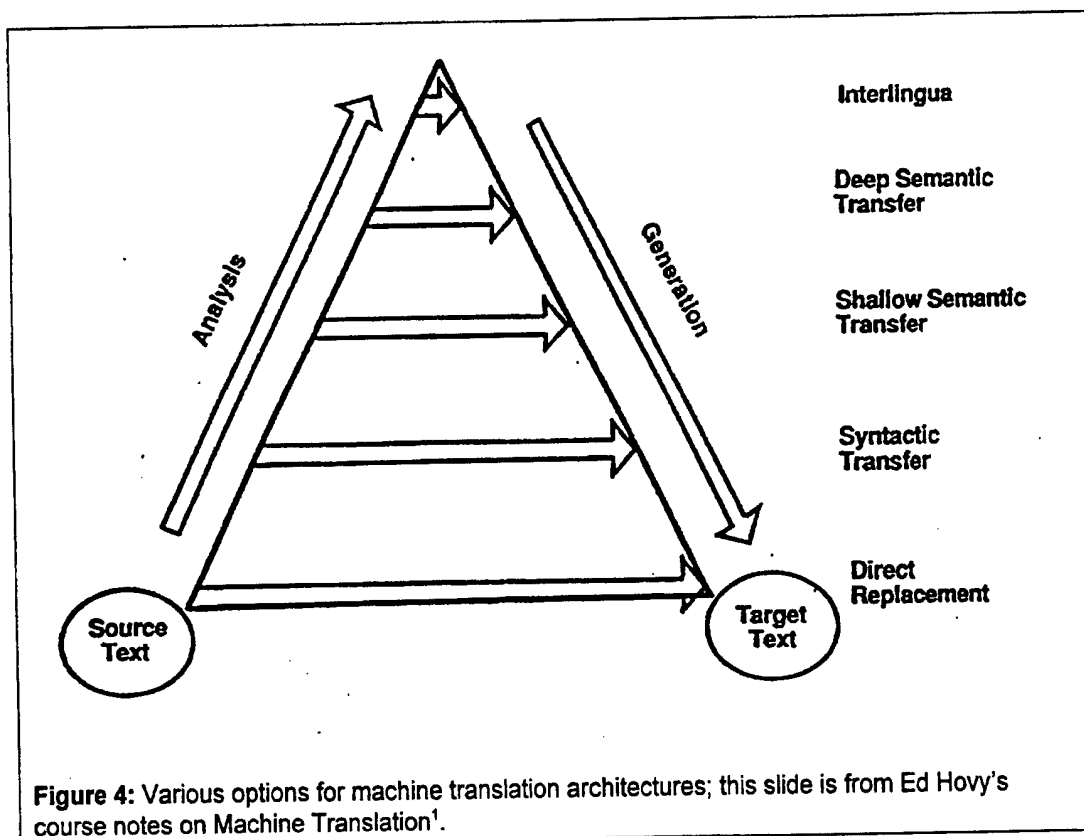 Interlingua
Deep Semantic
Transfer
Shallow Semantic
Transfer
Syntactic
Transfer
Direct
Replacement
Analysis
Generation
Source
Text
Target
Text
Figure 4: Various options for machine translation architectures; this slide is from Ed Hovy's
course notes on Machine Translation¹.